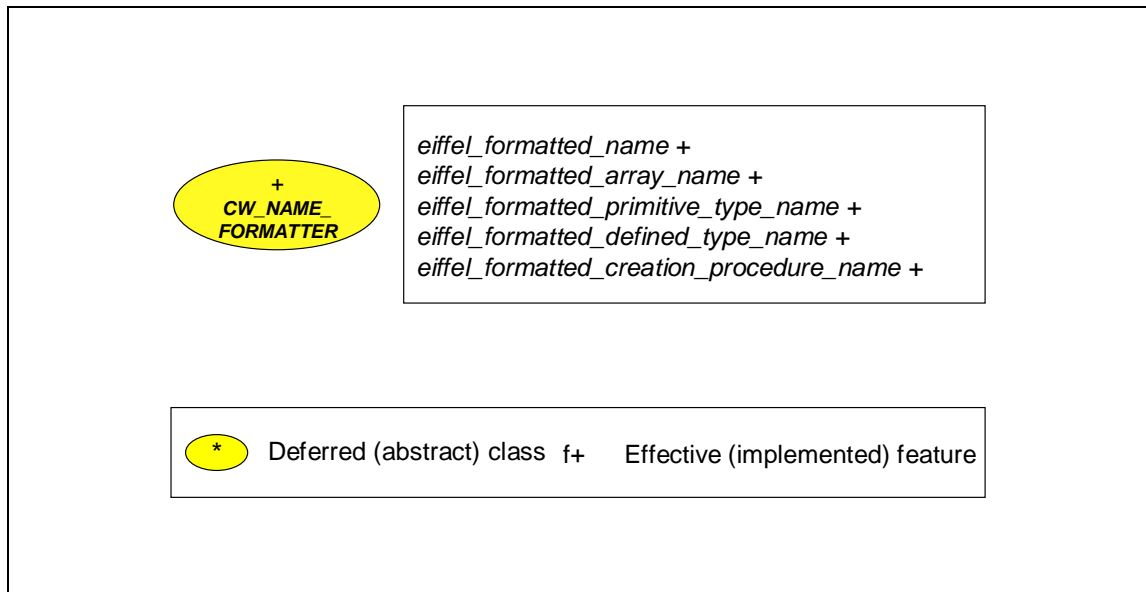 +
CW_NAME_
FORMATTER
eiffel_formatted_name +
eiffel_formatted_array_name +
eiffel_formatted_primitive_type_name +
eiffel_formatted_defined_type_name +
eiffel_formatted_creation_procedure_name +
* Deferred (abstract) class f+ Effective (implemented) feature